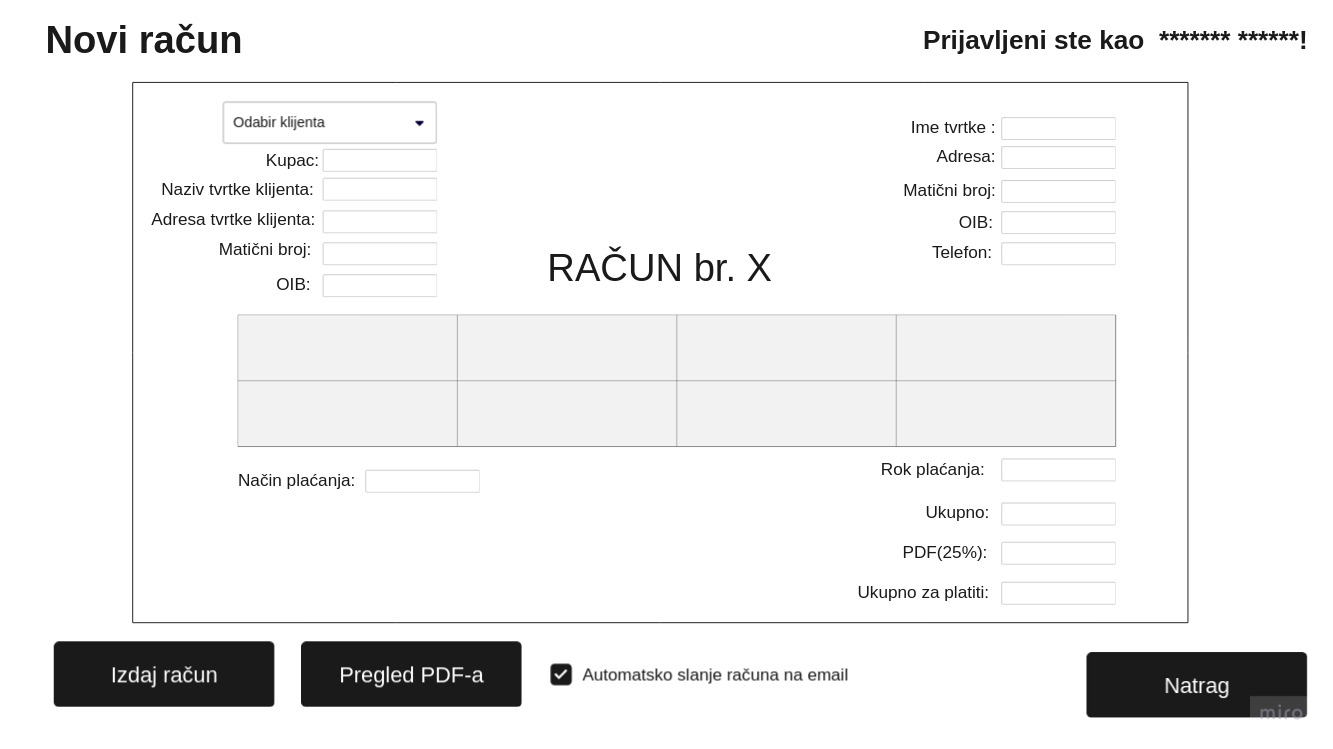 Novi račun
Prijavljeni ste kao ******* ******!
Odabir klijenta
Kupac:
Naziv tvrtke klijenta:
Adresa tvrtke klijenta:
Matični broj:
OIB:
Ime tvrtke :
Adresa:
Matični broj:
OIB:
Telefon:
RAČUN br. X
Način plaćanja:
Rok plaćanja:
Ukupno:
PDF(25%):
Ukupno za platiti:
Izdaj račun
Pregled PDF-a
Automatsko slanje računa na email
Natrag
miro